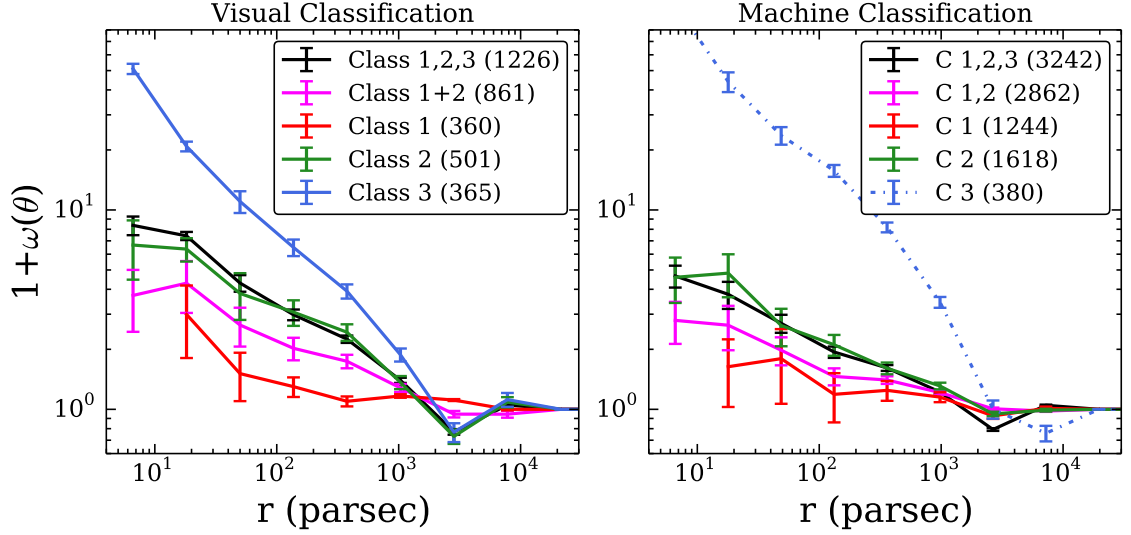 Visual Classification
Machine Classification
Class 1,2,3 (1226)
Class 1+2 (861)
Class 1 (360)
Class 2 (501)
Class 3 (365)
C 1,2,3 (3242)
C 1,2 (2862)
C 1 (1244)
C 2 (1618)
C 3 (380)
1+ω(θ)
10¹
10⁰
10¹
10⁰
10¹
10²
10³
10⁴
10¹
10²
10³
10⁴
r (parsec)
r (parsec)